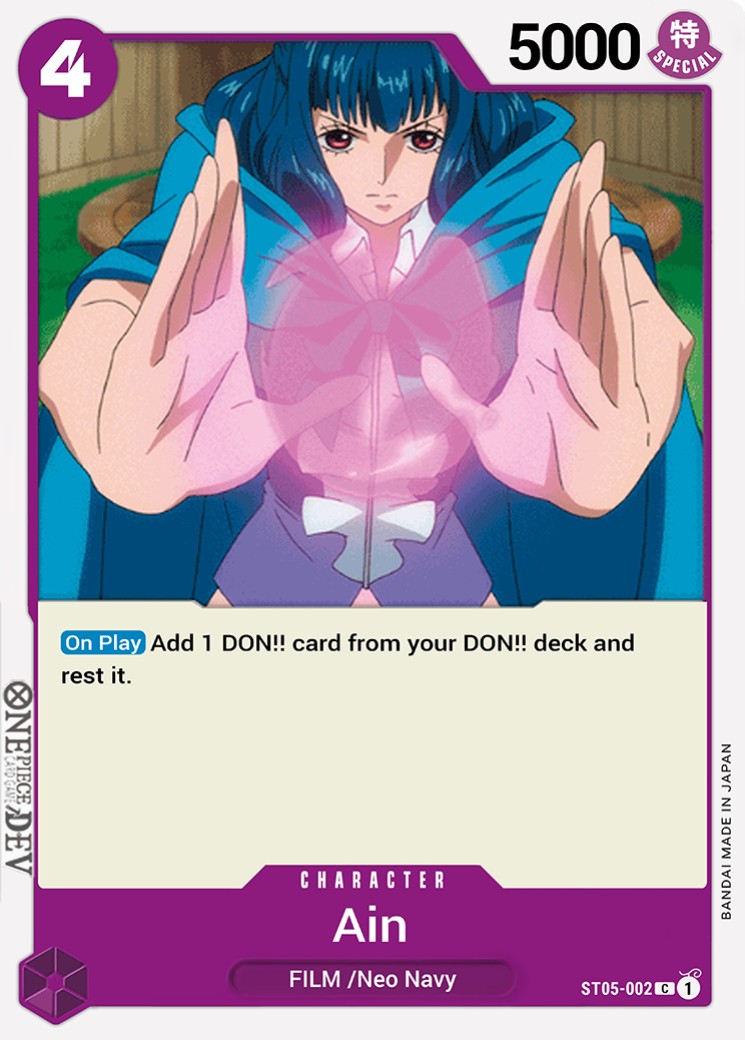 4
5000
特
SPECIAL
On Play Add 1 DON!! card from your DON!! deck and
rest it.
ONE PIECE
CARD GAME
DEV
BANDAI MADE IN JAPAN
CHARACTER
Ain
FILM /Neo Navy
ST05-002 C 1